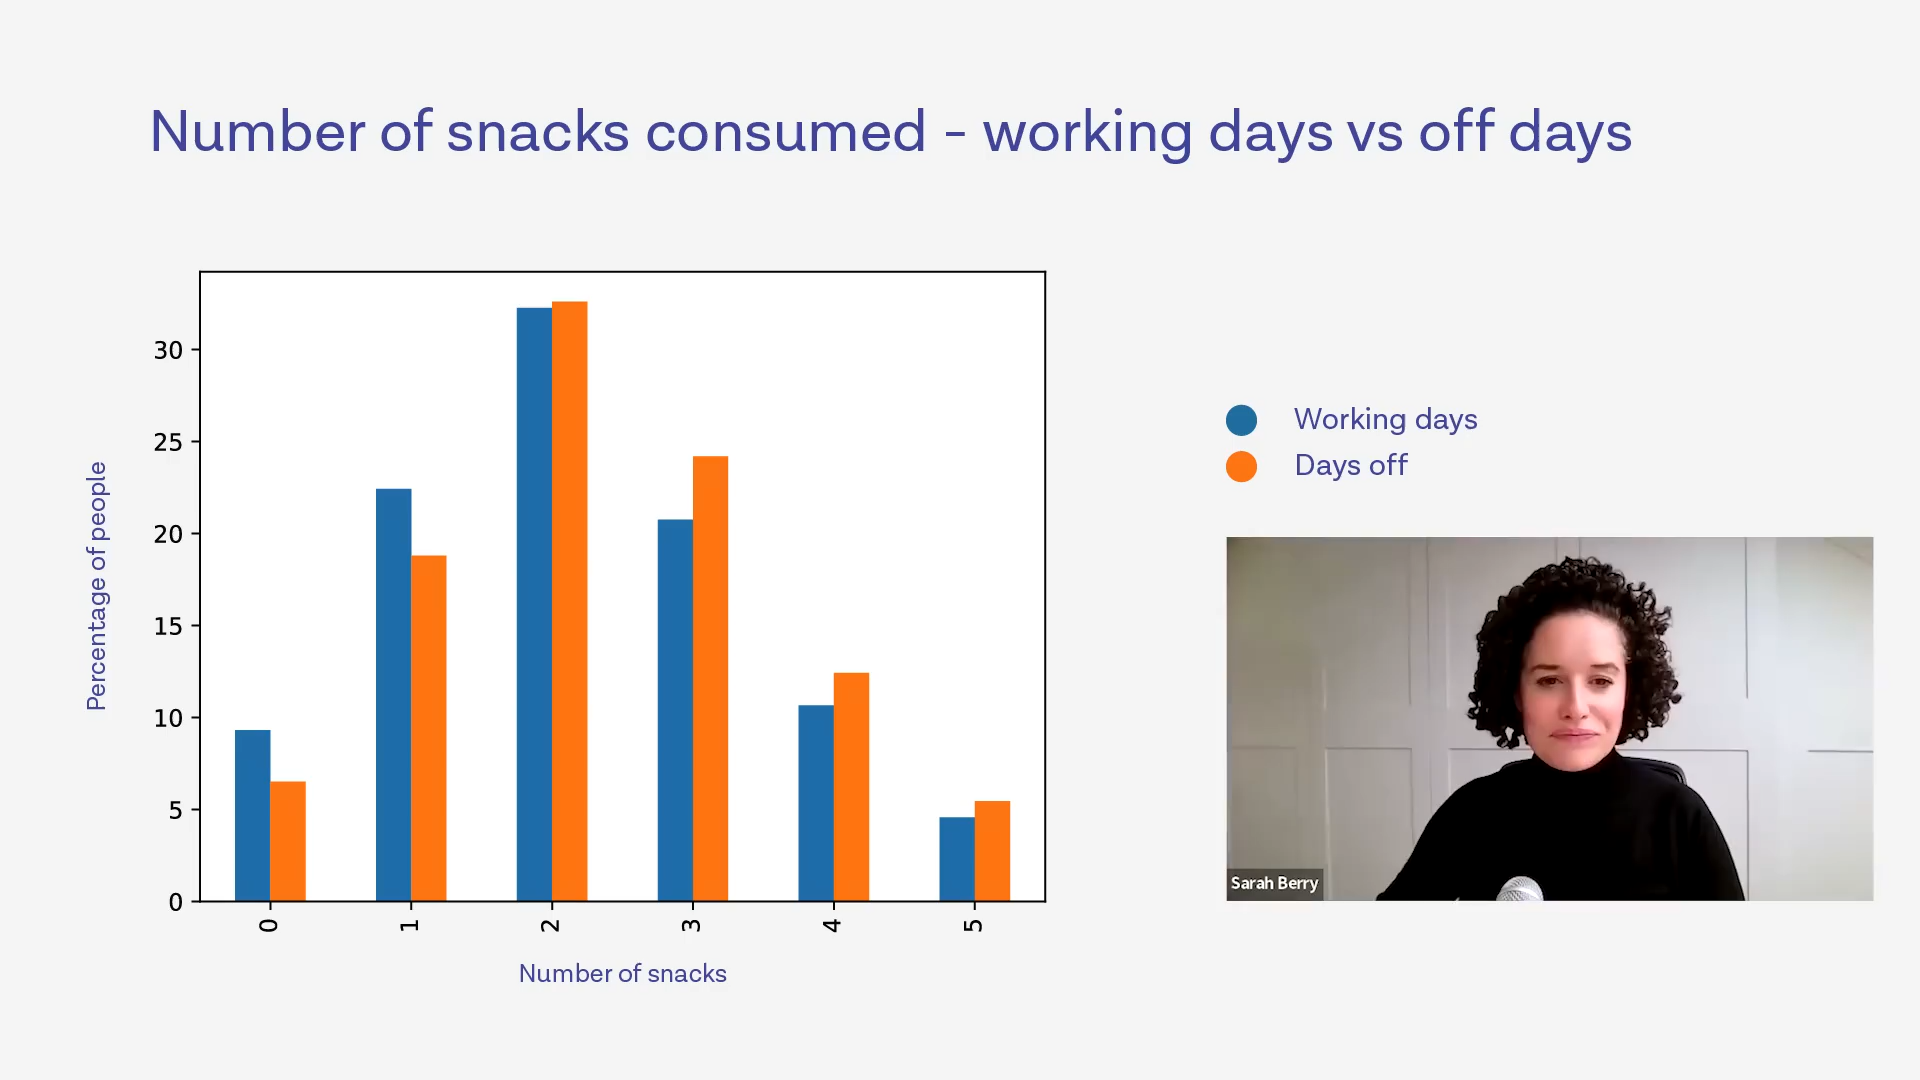 Number of snacks consumed - working days vs off days
Percentage of people
30
25
20
15
10
5
0
0 1 2 3 4 5
Number of snacks
Working days
Days off
Sarah Berry